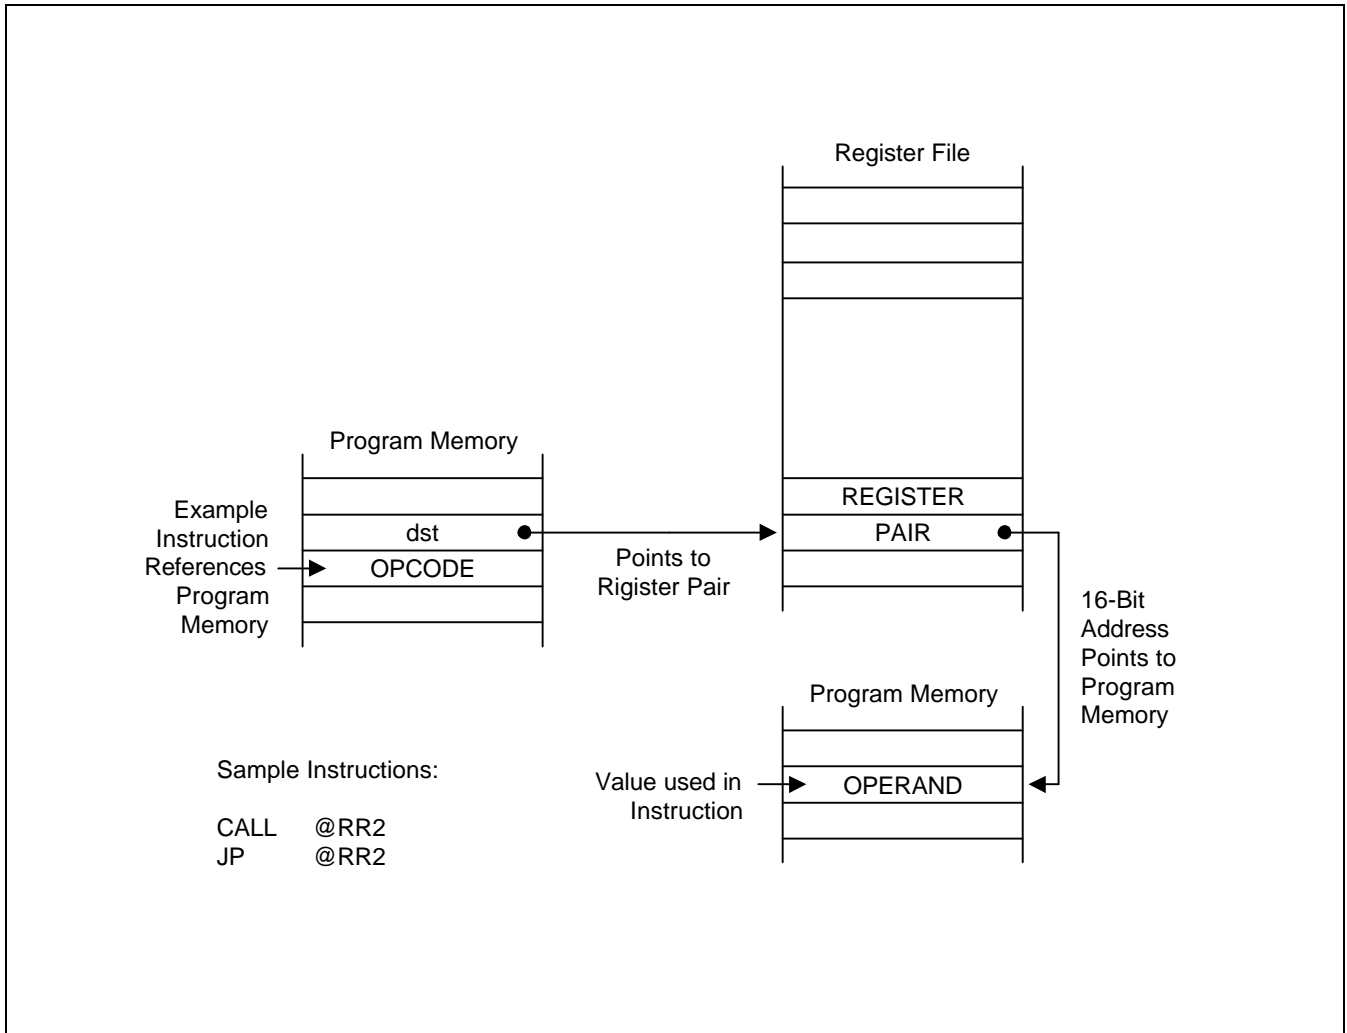 Register File
Program Memory
REGISTER
Example
Instruction
References
Program
Memory
dst
OPCODE
PAIR
Points to
Rigister Pair
16-Bit
Address
Points to
Program
Memory
Program Memory
Sample Instructions:
Value used in
Instruction
OPERAND
CALL @RR2
JP @RR2